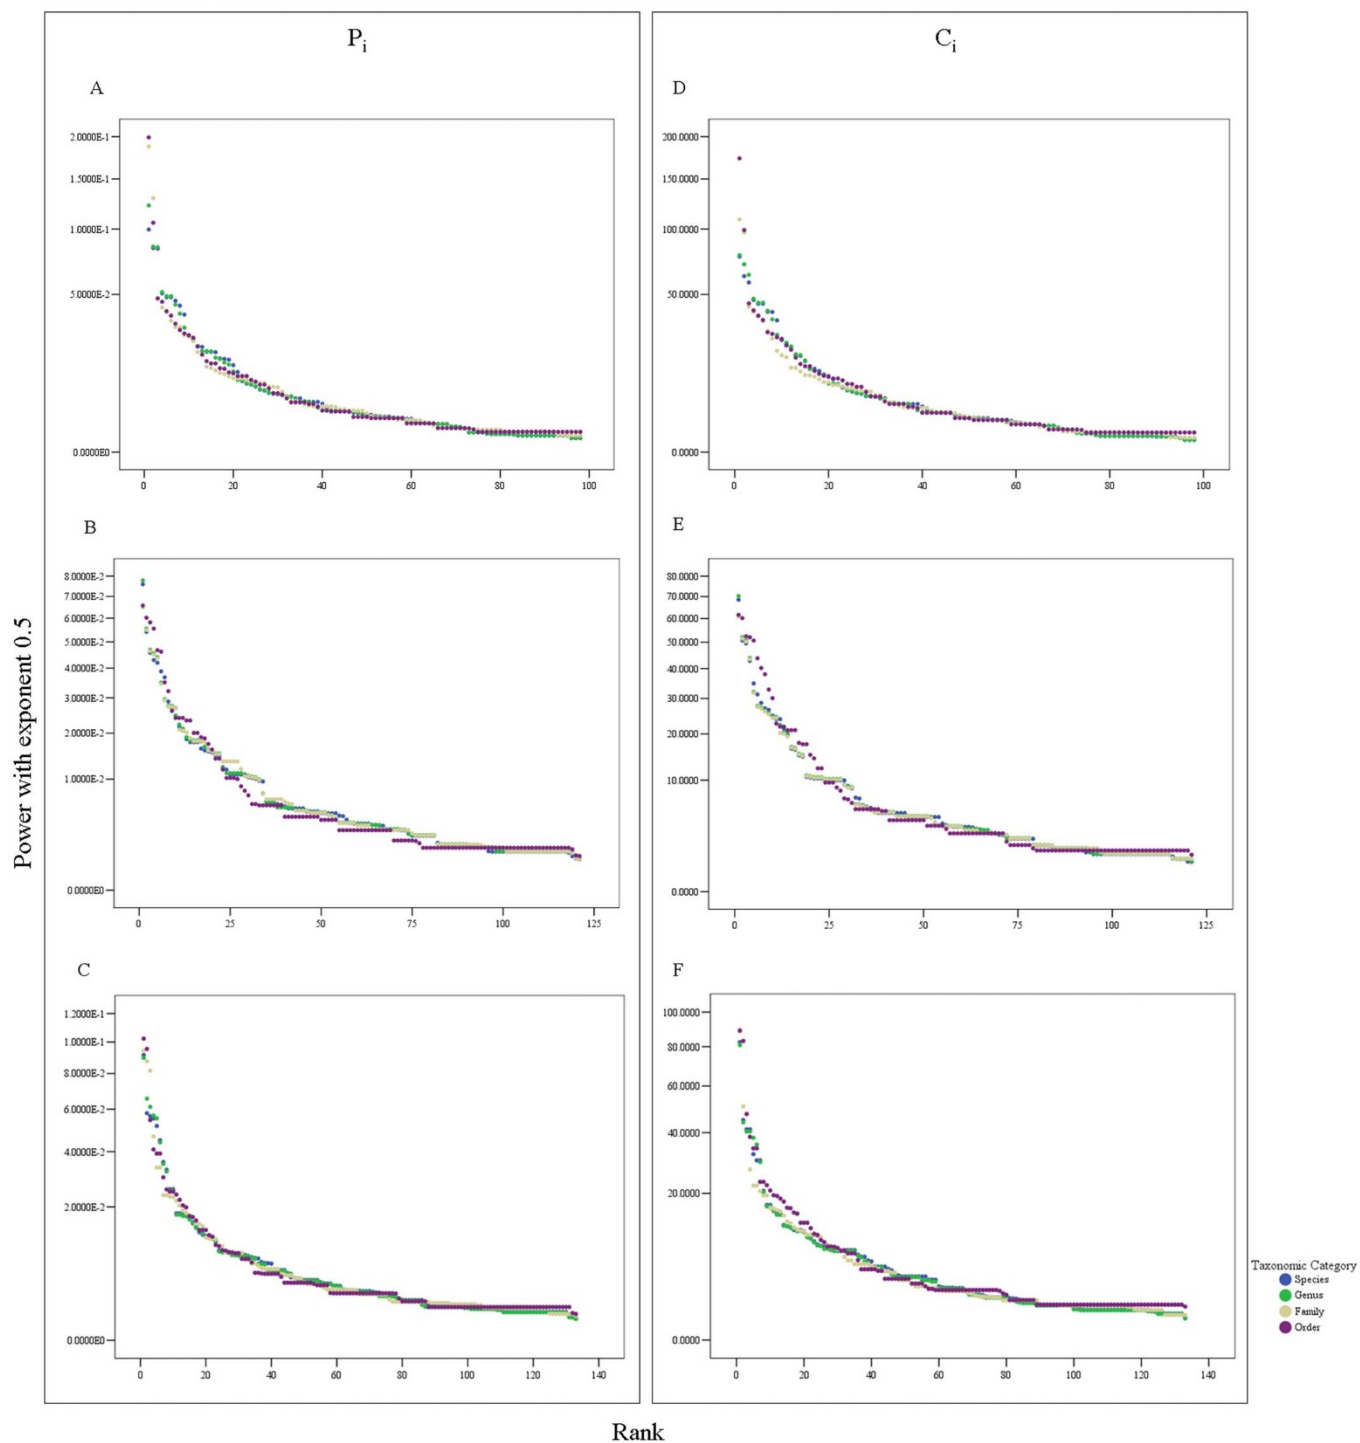 P_i
C_i
A
2.0000E-1
1.5000E-1
1.0000E-1
5.0000E-2
0.0000E0
0 20 40 60 80 100
D
200.0000
150.0000
100.0000
50.0000
0.0000
0 20 40 60 80 100
B
8.0000E-2
7.0000E-2
6.0000E-2
5.0000E-2
4.0000E-2
3.0000E-2
2.0000E-2
1.0000E-2
0.0000E0
0 25 50 75 100 125
E
80.0000
70.0000
60.0000
50.0000
40.0000
30.0000
20.0000
10.0000
0.0000
0 25 50 75 100 125
Power with exponent 0.5
C
1.2000E-1
1.0000E-1
8.0000E-2
6.0000E-2
4.0000E-2
2.0000E-2
0.0000E0
0 20 40 60 80 100 120 140
F
100.0000
80.0000
60.0000
40.0000
20.0000
0.0000
0 20 40 60 80 100 120 140
Taxonomic Category
Species
Genus
Family
Order
Rank